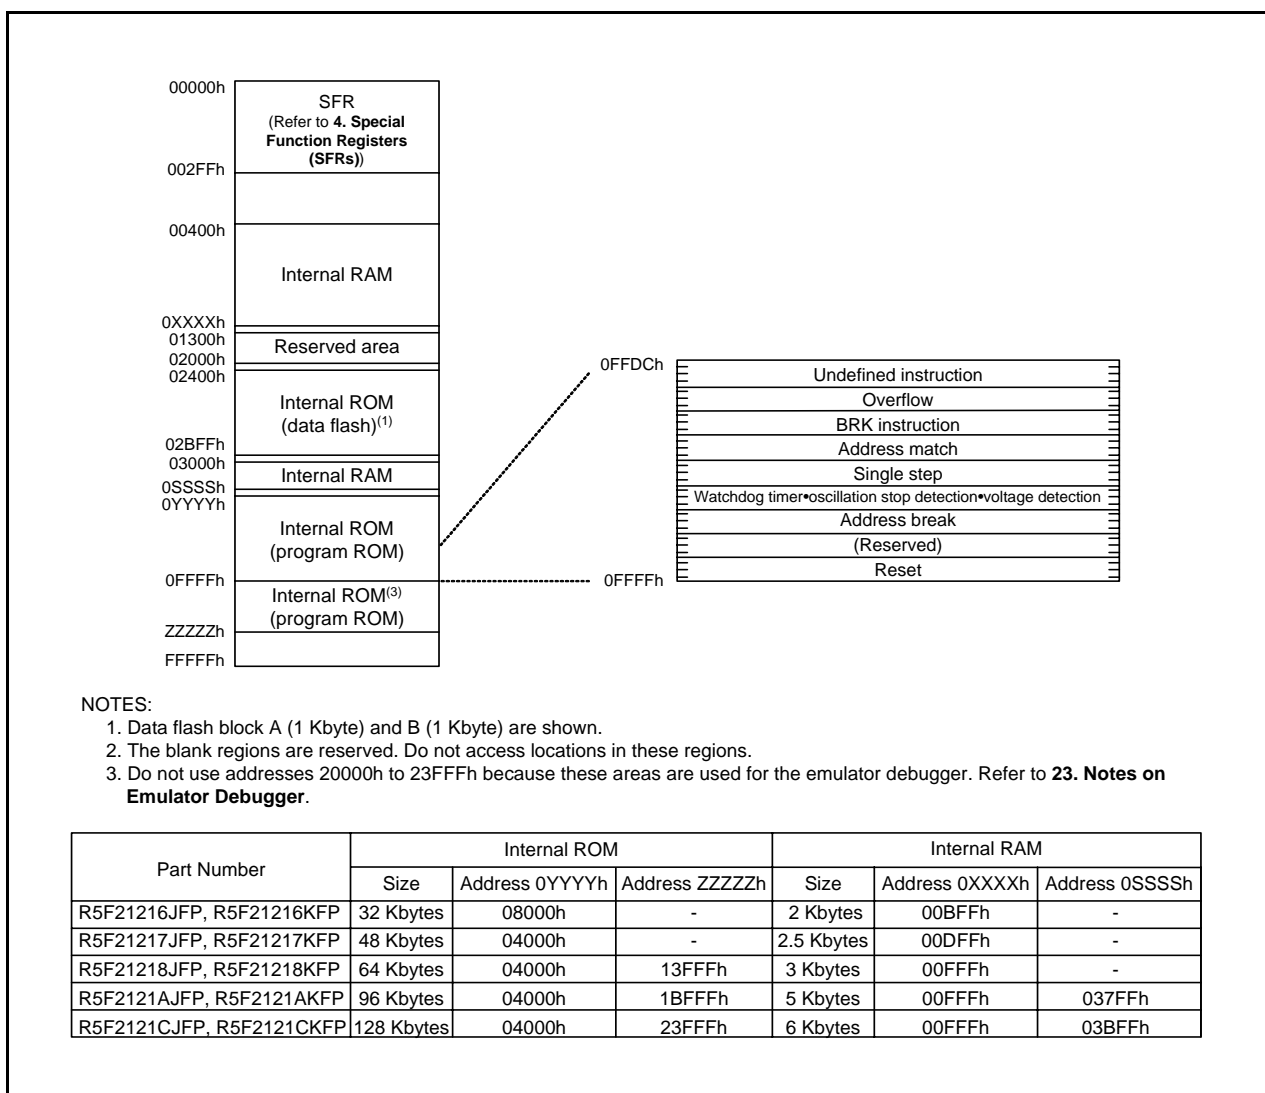 00000h
SFR
(Refer to 4. Special
Function Registers
(SFRs))
002FFh
00400h
Internal RAM
0XXXXh
01300h
Reserved area
02000h
02400h
Internal ROM
(data flash)(1)
02BFFh
03000h
Internal RAM
0SSSSh
0YYYYh
Internal ROM
(program ROM)
0FFFFh
Internal ROM(3)
(program ROM)
ZZZZZh
FFFFFh
0FFDCh
Undefined instruction
Overflow
BRK instruction
Address match
Single step
Watchdog timer•oscillation stop detection•voltage detection
Address break
(Reserved)
Reset
0FFFFh
NOTES:
1. Data flash block A (1 Kbyte) and B (1 Kbyte) are shown.
2. The blank regions are reserved. Do not access locations in these regions.
3. Do not use addresses 20000h to 23FFFh because these areas are used for the emulator debugger. Refer to 23. Notes on
Emulator Debugger.
Part Number Internal ROM Internal RAM
Size Address 0YYYYh Address ZZZZZh Size Address 0XXXXh Address 0SSSSh
R5F21216JFP, R5F21216KFP 32 Kbytes 08000h - 2 Kbytes 00BFFh -
R5F21217JFP, R5F21217KFP 48 Kbytes 04000h - 2.5 Kbytes 00DFFh -
R5F21218JFP, R5F21218KFP 64 Kbytes 04000h 13FFFh 3 Kbytes 00FFFh -
R5F2121AJFP, R5F2121AKFP 96 Kbytes 04000h 1BFFFh 5 Kbytes 00FFFh 037FFh
R5F2121CJFP, R5F2121CKFP 128 Kbytes 04000h 23FFFh 6 Kbytes 00FFFh 03BFFh